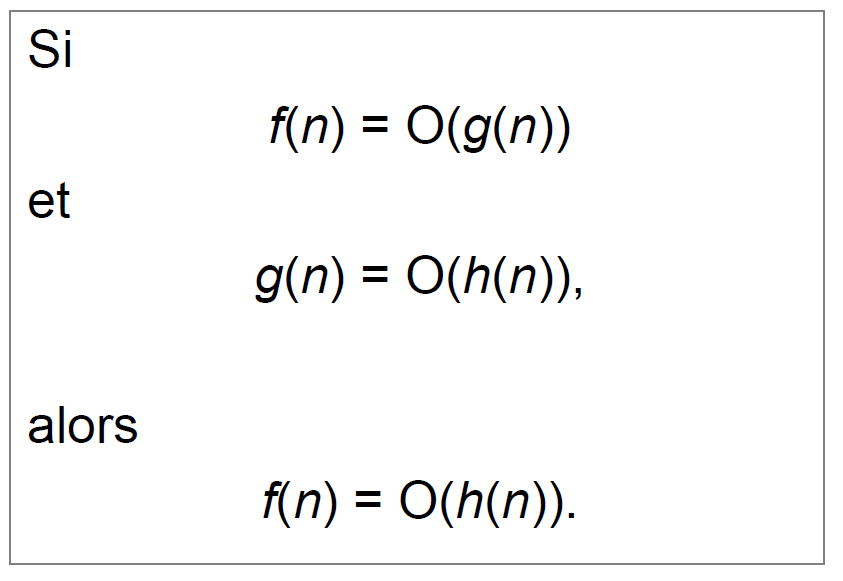 Si
f(n) = O(g(n))
et
g(n) = O(h(n)),
alors
f(n) = O(h(n)).